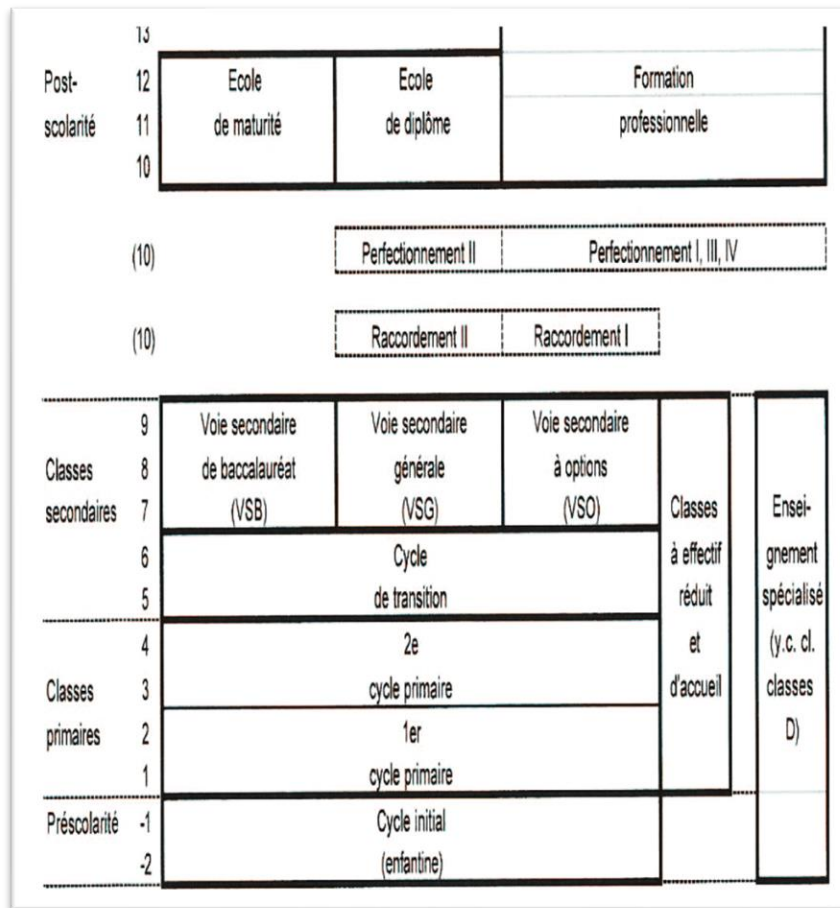 13
Post- 12 Ecole Ecole Formation
scolarité 11 de maturité de diplôme professionnelle
10
(10) Perfectionnement II Perfectionnement I, III, IV
(10) Raccordement II Raccordement I
9 Voie secondaire Voie secondaire Voie secondaire
Classes 8 de baccalauréat générale à options
secondaires 7 (VSB) (VSG) (VSO) Classes Ensei-
6 Cycle à effectif gnement
5 de transition réduit spécialisé
4 2e et (y.c. cl.
Classes 3 cycle primaire d'accueil classes
primaires 2 1er D)
1 cycle primaire
Préscolarité -1 Cycle initial
-2 (enfantine)